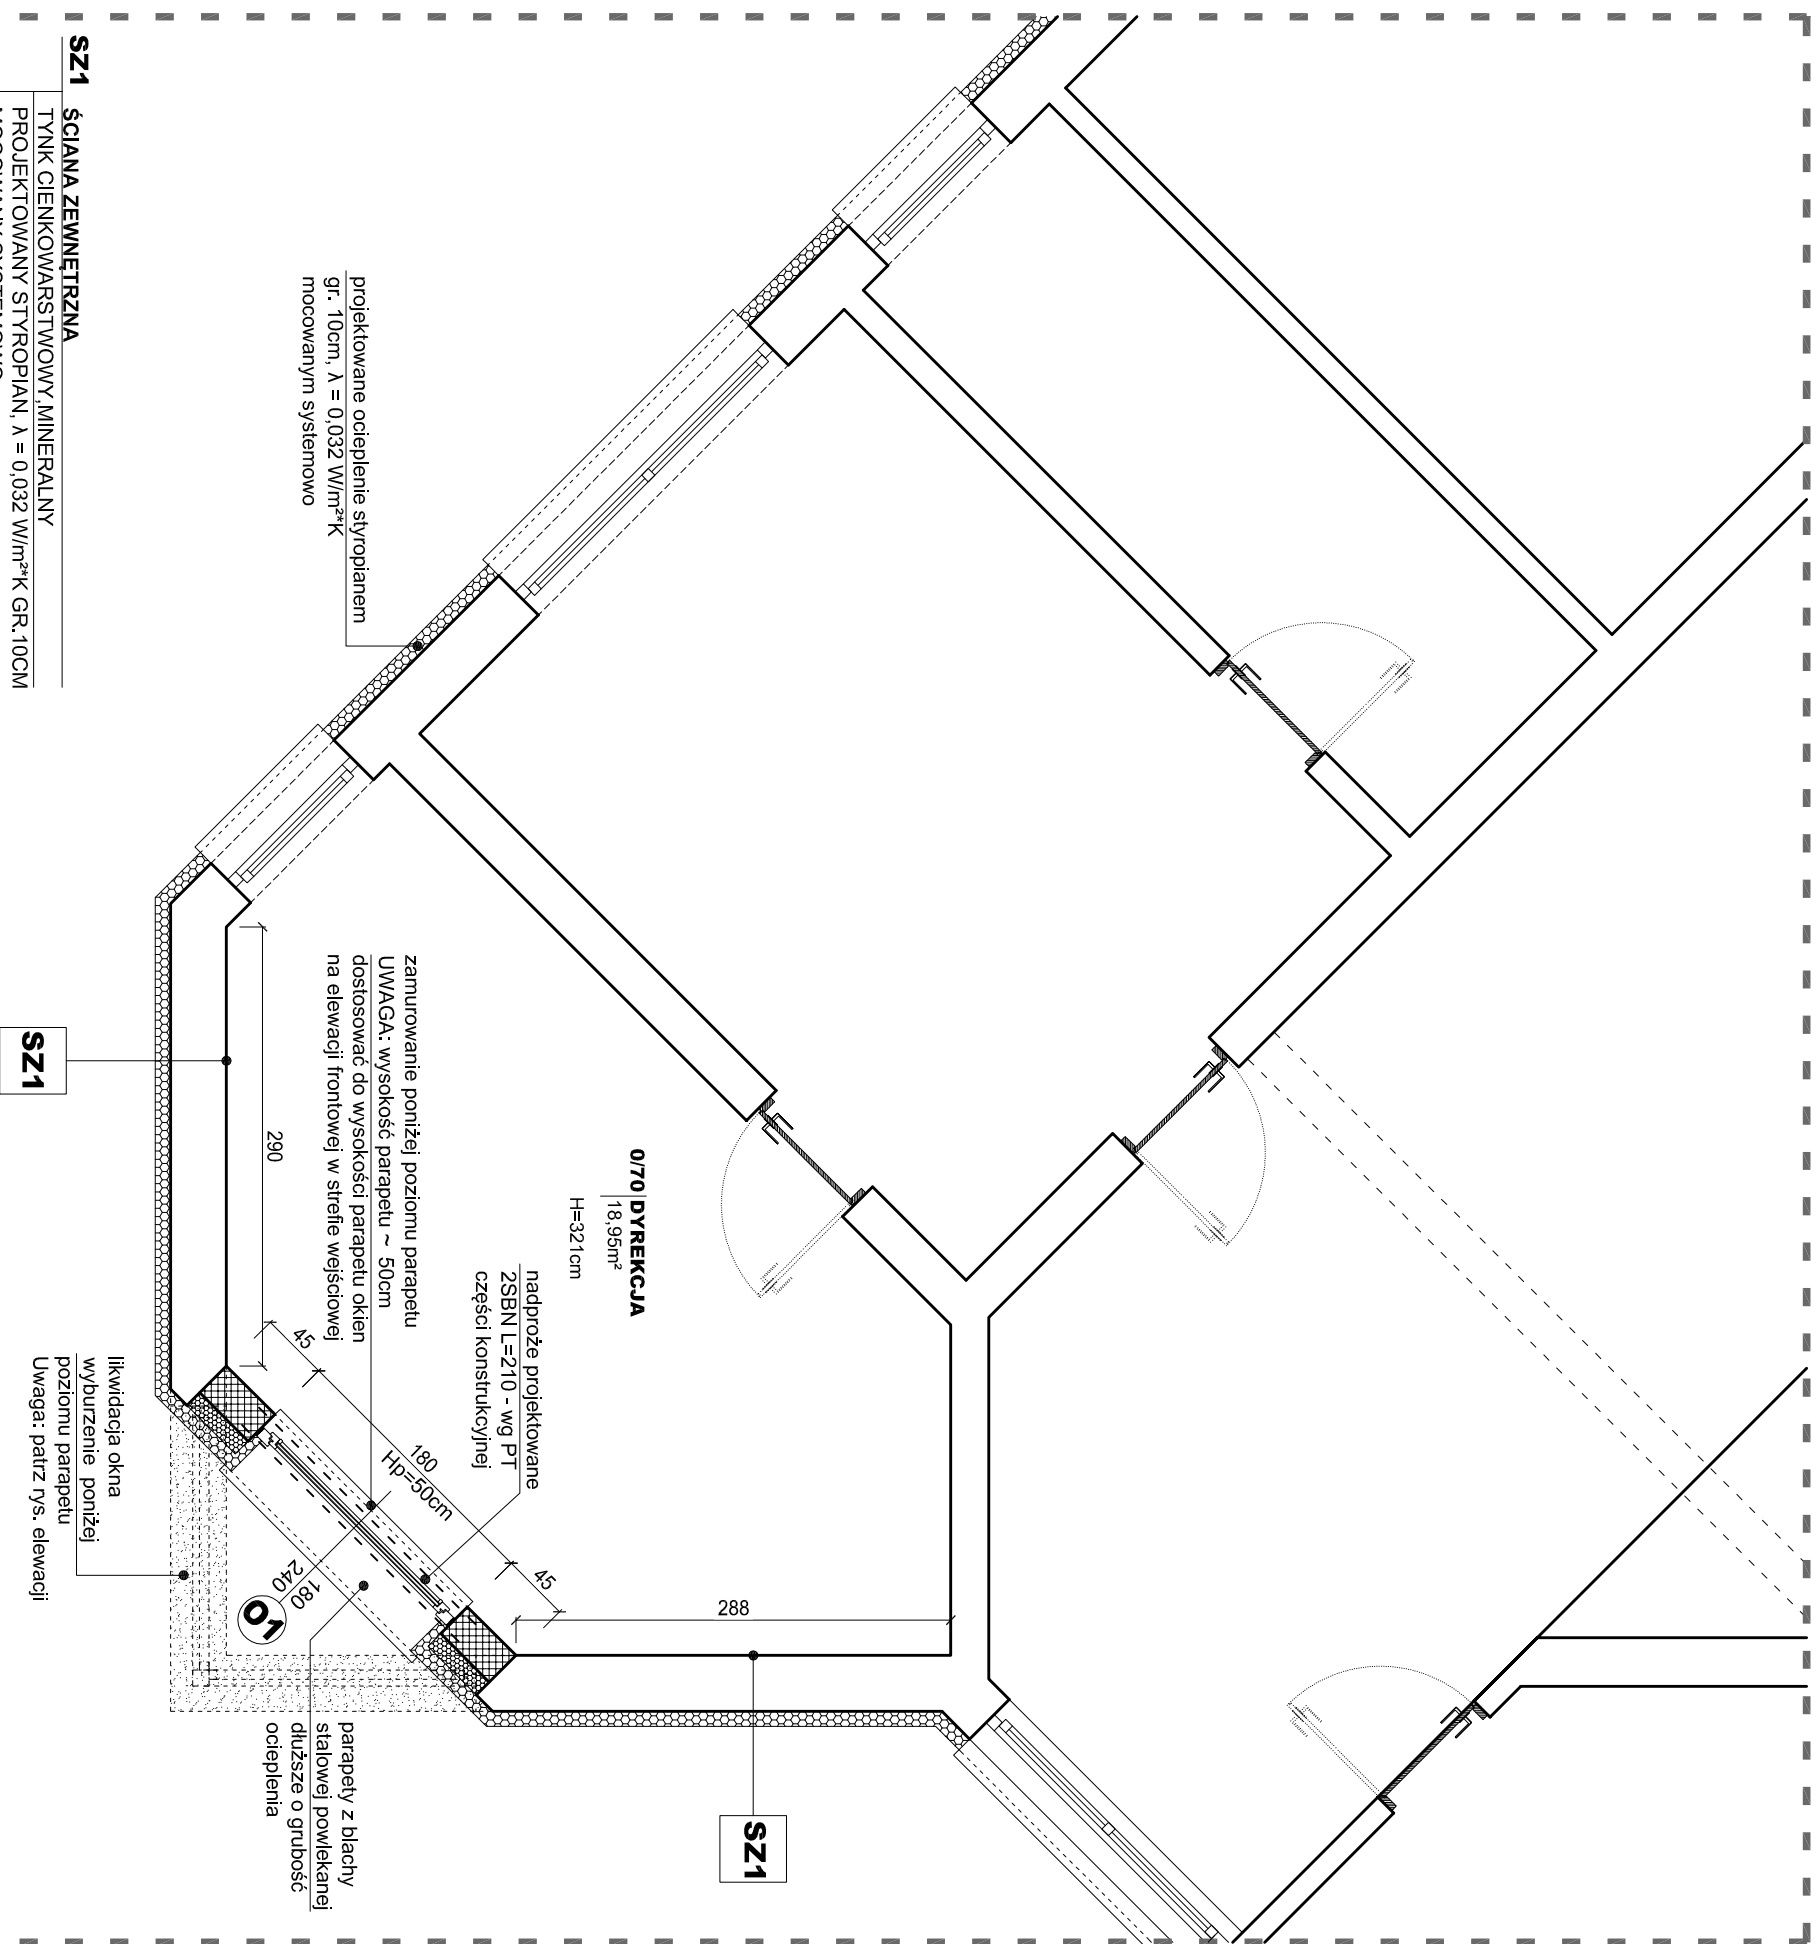 SZ1 ŚCIANA ZEWNĘTRZNA
TYNK CIENKOWARSTWOWY,MINERALNY
PROJEKTOWANY STYROPIAN, λ = 0,032 W/m²*K GR.10CM
projektowane ocieplenie styropianem
gr. 10cm, λ = 0,032 W/m²*K
mocowanym systemowo
zamurowanie poniżej poziomu parapetu
UWAGA: wysokość parapetu ~ 50cm
dostosować do wysokości parapetu okien
na elewacji frontowej w strefie wejściowej
0/70 DYREKCJA
18,95m²
H=321cm
nadproże projektowane
2SBN L=210 - wg PT
części konstrukcyjnej
290
45
180
Hp=50cm
45
288
180
240
O1
SZ1
SZ1
likwidacja okna
wyburzenie poniżej
poziomu parapetu
Uwaga: patrz rys. elewacji
parapety z blachy
stalowej powlekanej
dłuższe o grubość
ocieplenia